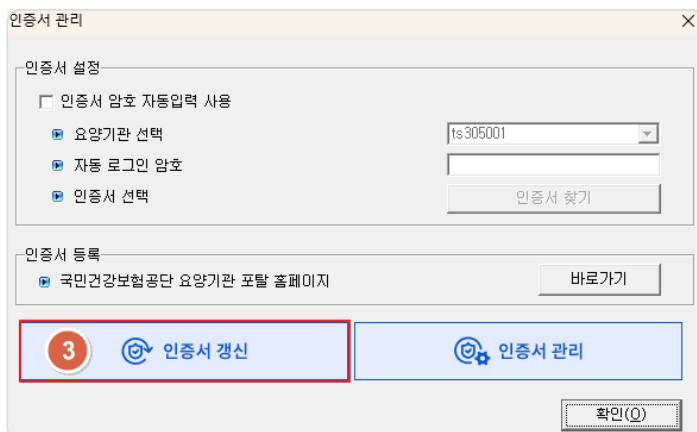 인증서 관리
인증서 설정
인증서 암호 자동입력 사용
요양기관 선택 ts305001
자동 로그인 암호
인증서 선택 인증서 찾기
인증서 등록
국민건강보험공단 요양기관 포탈 홈페이지 바로가기
3 인증서 갱신 인증서 관리
확인(O)